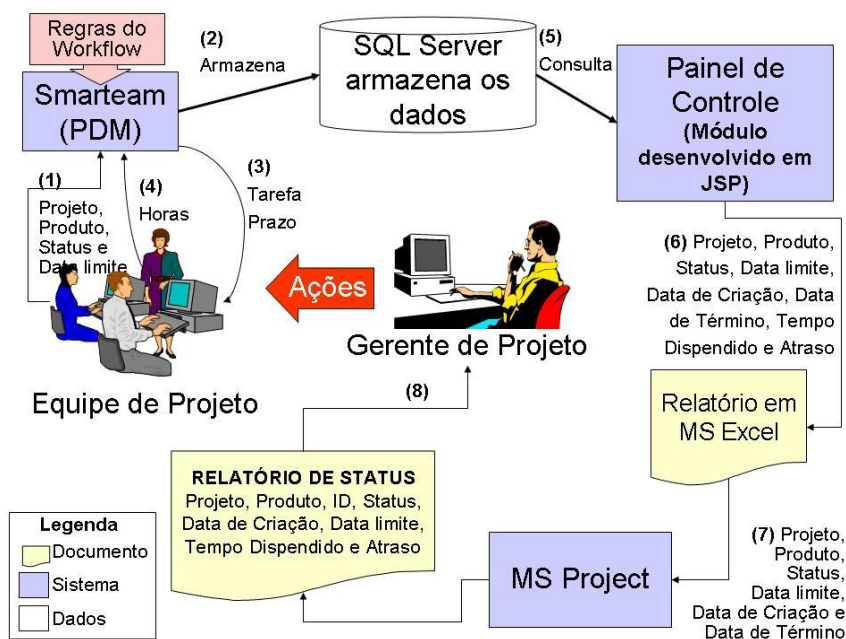 Regras do
Workflow
Smarteam
(PDM)
(2)
Armazena
SQL Server
armazena os
dados
(5)
Consulta
Painel de
Controle
(Módulo
desenvolvido em
JSP)
(1)
Projeto,
Produto,
Status e
Data limite
(4)
Horas
(3)
Tarefa
Prazo
Ações
Equipe de Projeto
Gerente de Projeto
(6) Projeto, Produto,
Status, Data limite,
Data de Criação, Data
de Término, Tempo
Dispendido e Atraso
Relatório em
MS Excel
(7) Projeto,
Produto,
Status,
Data limite,
Data de Criação e
Data de Término
MS Project
RELATÓRIO DE STATUS
Projeto, Produto, ID, Status,
Data de Criação, Data limite,
Tempo Dispendido e Atraso
(8)
Legenda
Documento
Sistema
Dados